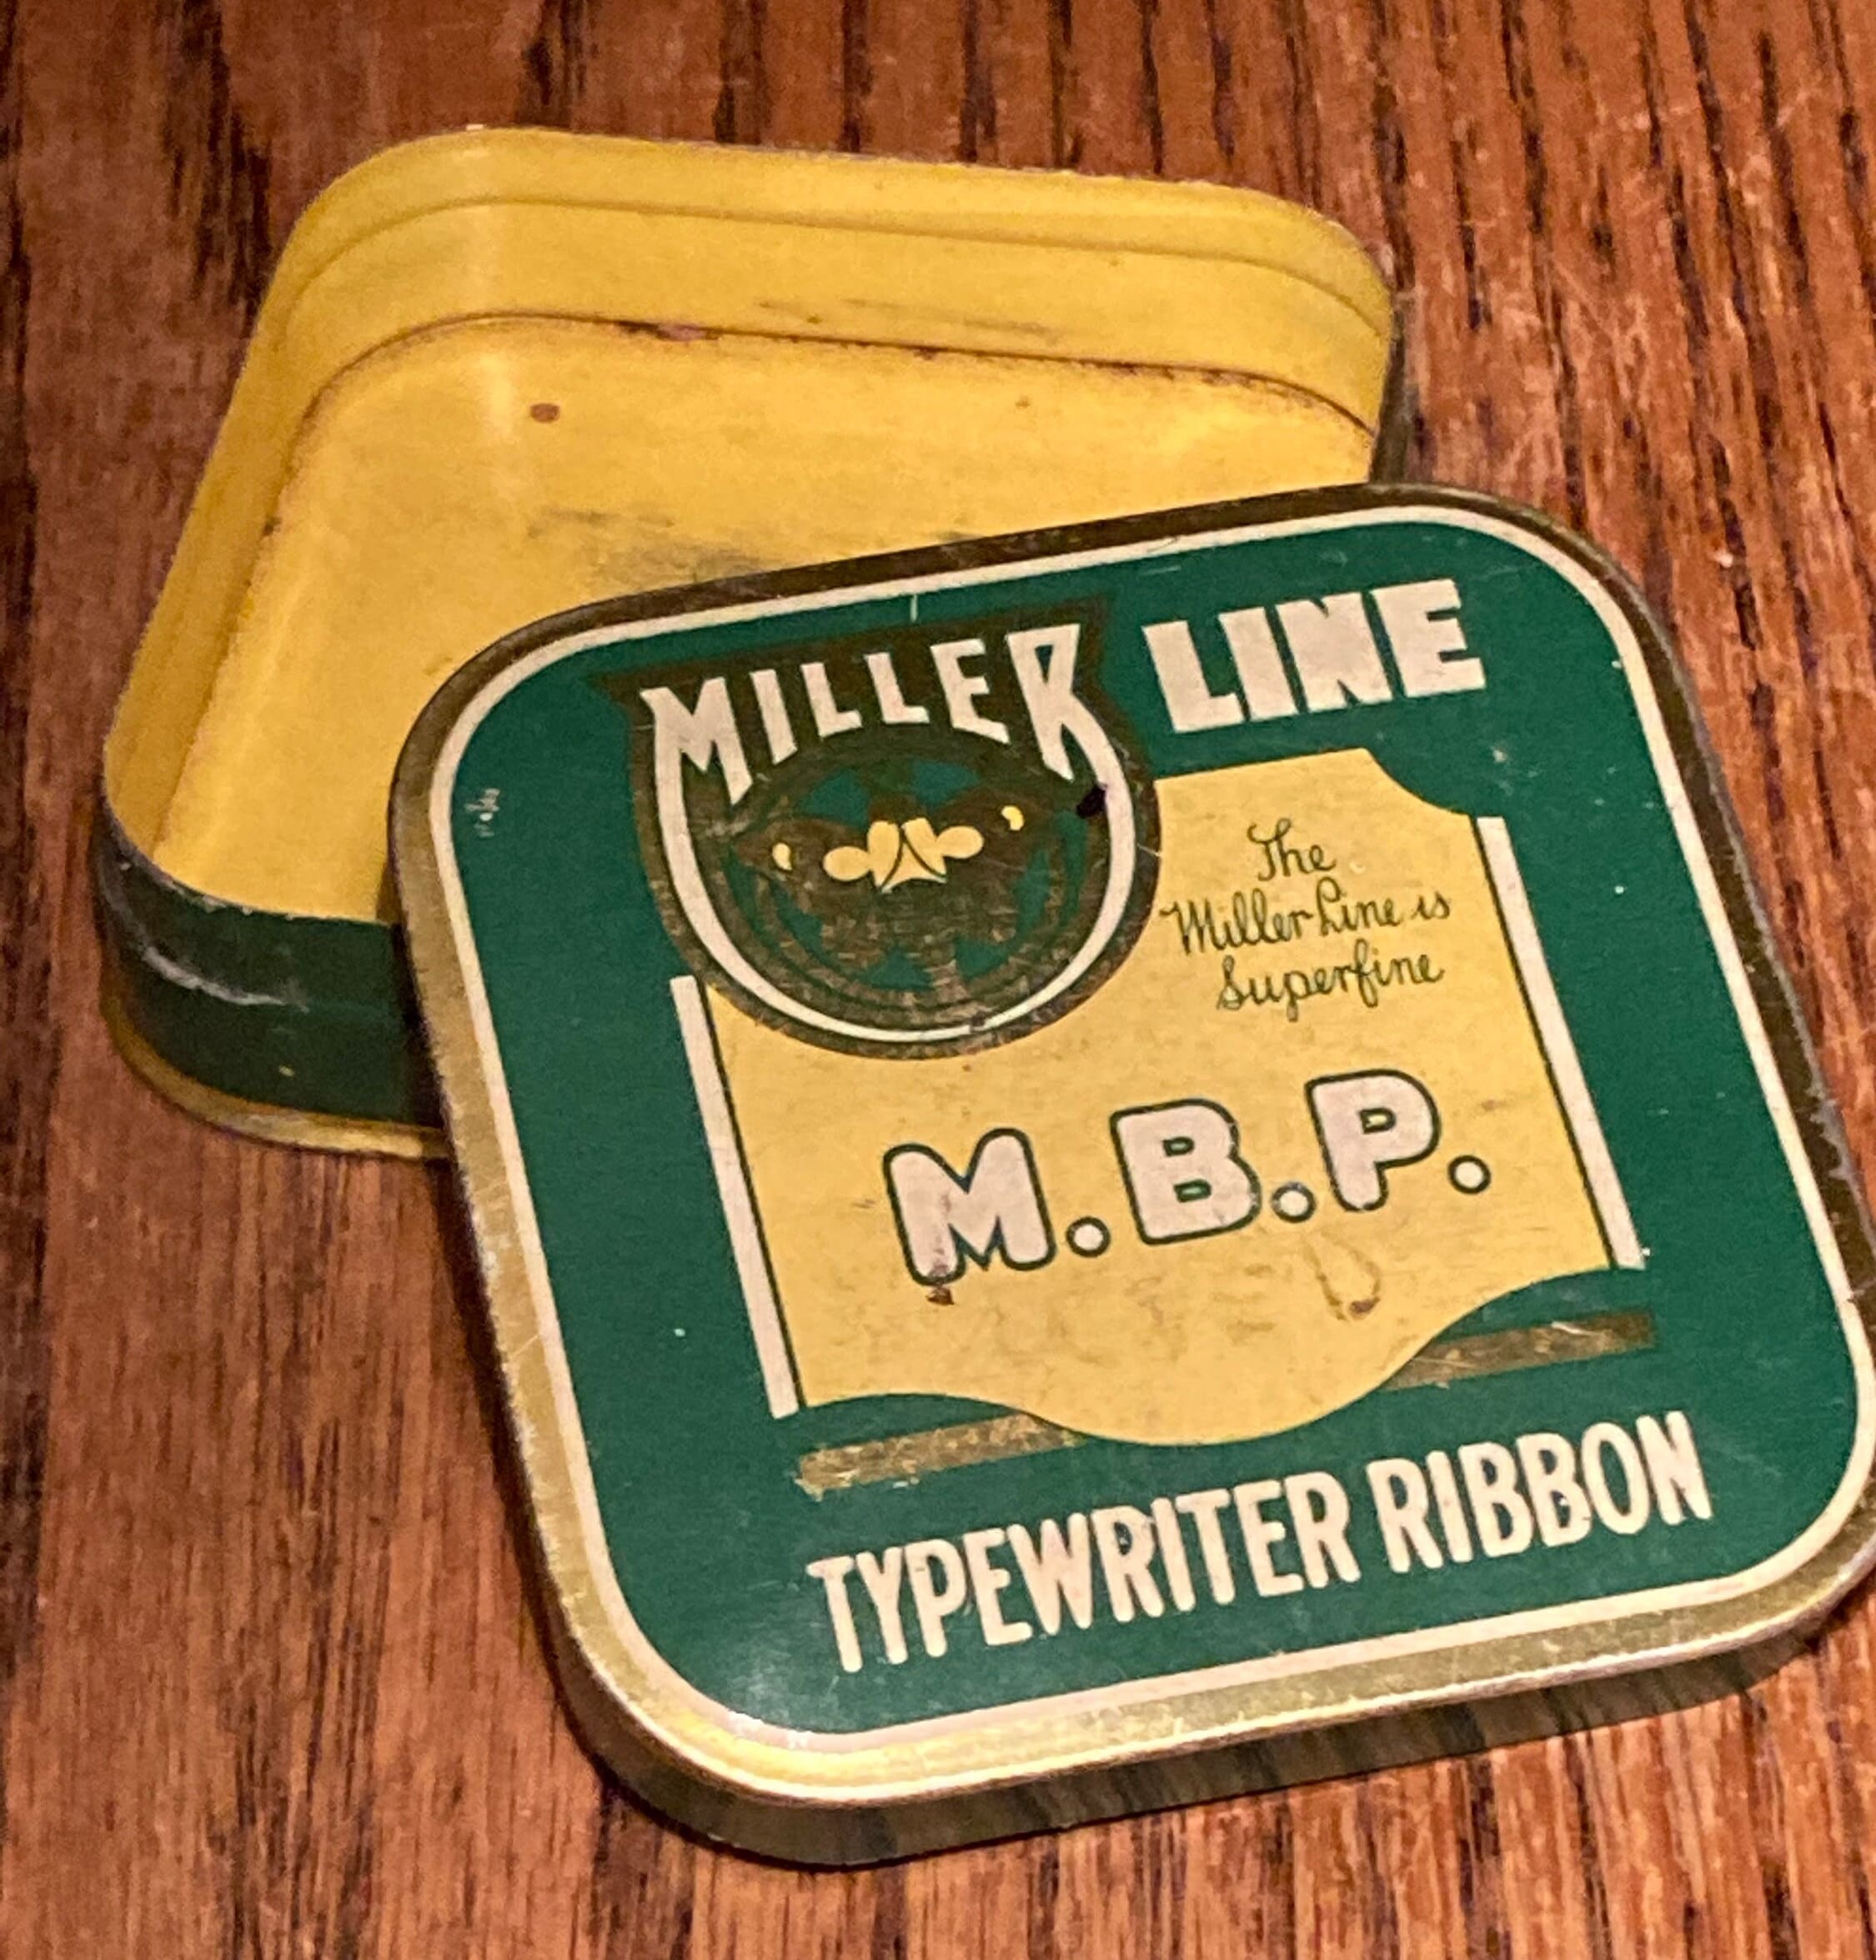 MILLER LINE
The
Miller Line is
Superfine
M.B.P.
TYPEWRITER RIBBON